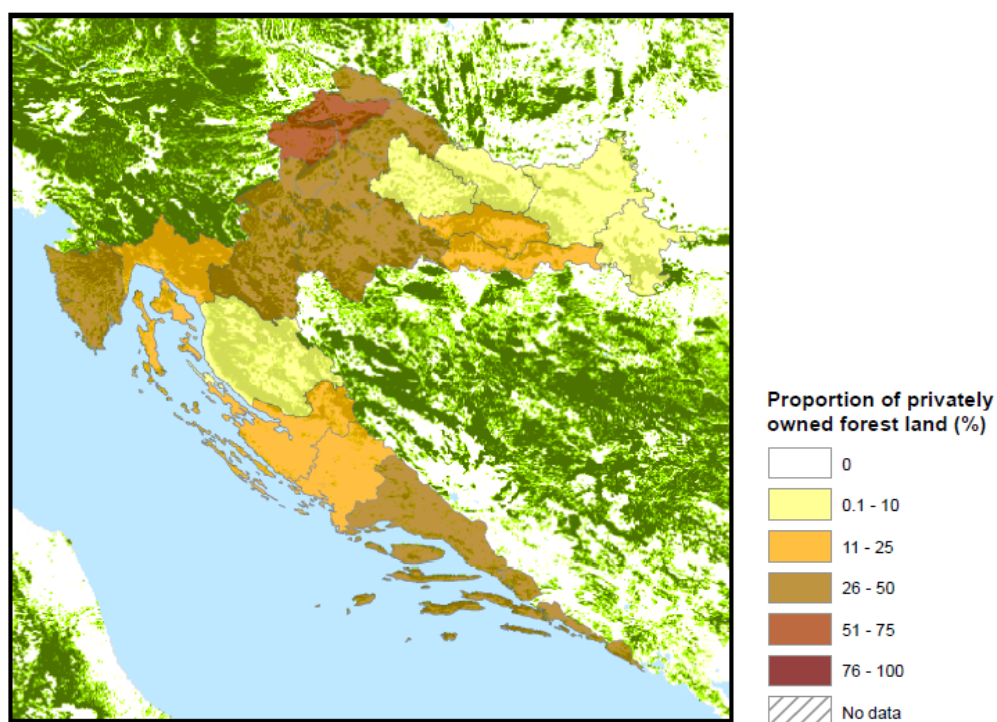 Proportion of privately
owned forest land (%)
0
0.1 - 10
11 - 25
26 - 50
51 - 75
76 - 100
No data